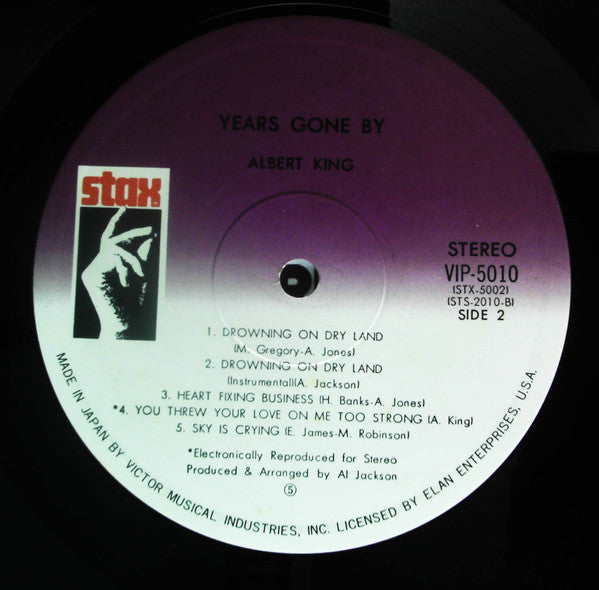 YEARS GONE BY
ALBERT KING
stax
STEREO
VIP-5010
(STX-5002)
(STS-2010-B)
SIDE 2
1. DROWNING ON DRY LAND
(M. Gregory-A. Jones)
2. DROWNING ON DRY LAND
(Instrumental)(A. Jackson)
3. HEART FIXING BUSINESS (H. Banks-A. Jones)
*4. YOU THREW YOUR LOVE ON ME TOO STRONG (A. King)
5. SKY IS CRYING (E. James-M. Robinson)
*Electronically Reproduced for Stereo
Produced & Arranged by Al Jackson
⑤
MADE IN JAPAN BY VICTOR MUSICAL INDUSTRIES, INC. LICENSED BY ELAN ENTERPRISES, U.S.A.